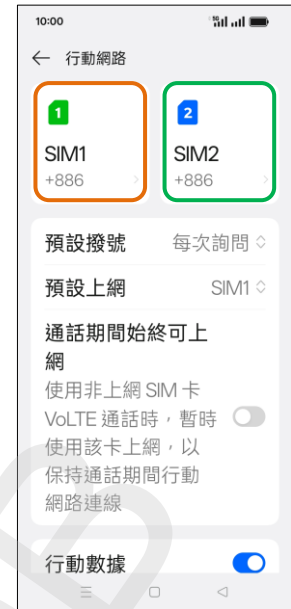 10:00 5G
行動網路
1 2
SIM1 SIM2
+886 +886
預設撥號 每次詢問
預設上網 SIM1
通話期間始終可上
網
使用非上網 SIM 卡
VoLTE 通話時，暫時
使用該卡上網，以
保持通話期間行動
網路連線
行動數據